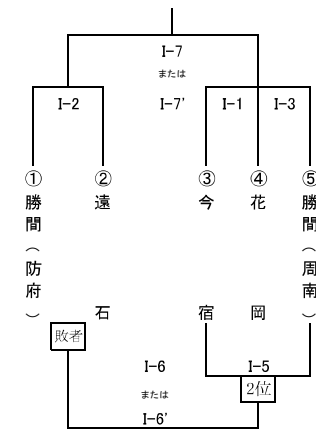 I-7
または
I-2 I-7' I-1 I-3
① ② ③ ④ ⑤
勝間（防府）
遠石
今宿
花岡
勝間（周南）
敗者
I-6 I-5
または 2位
I-6'